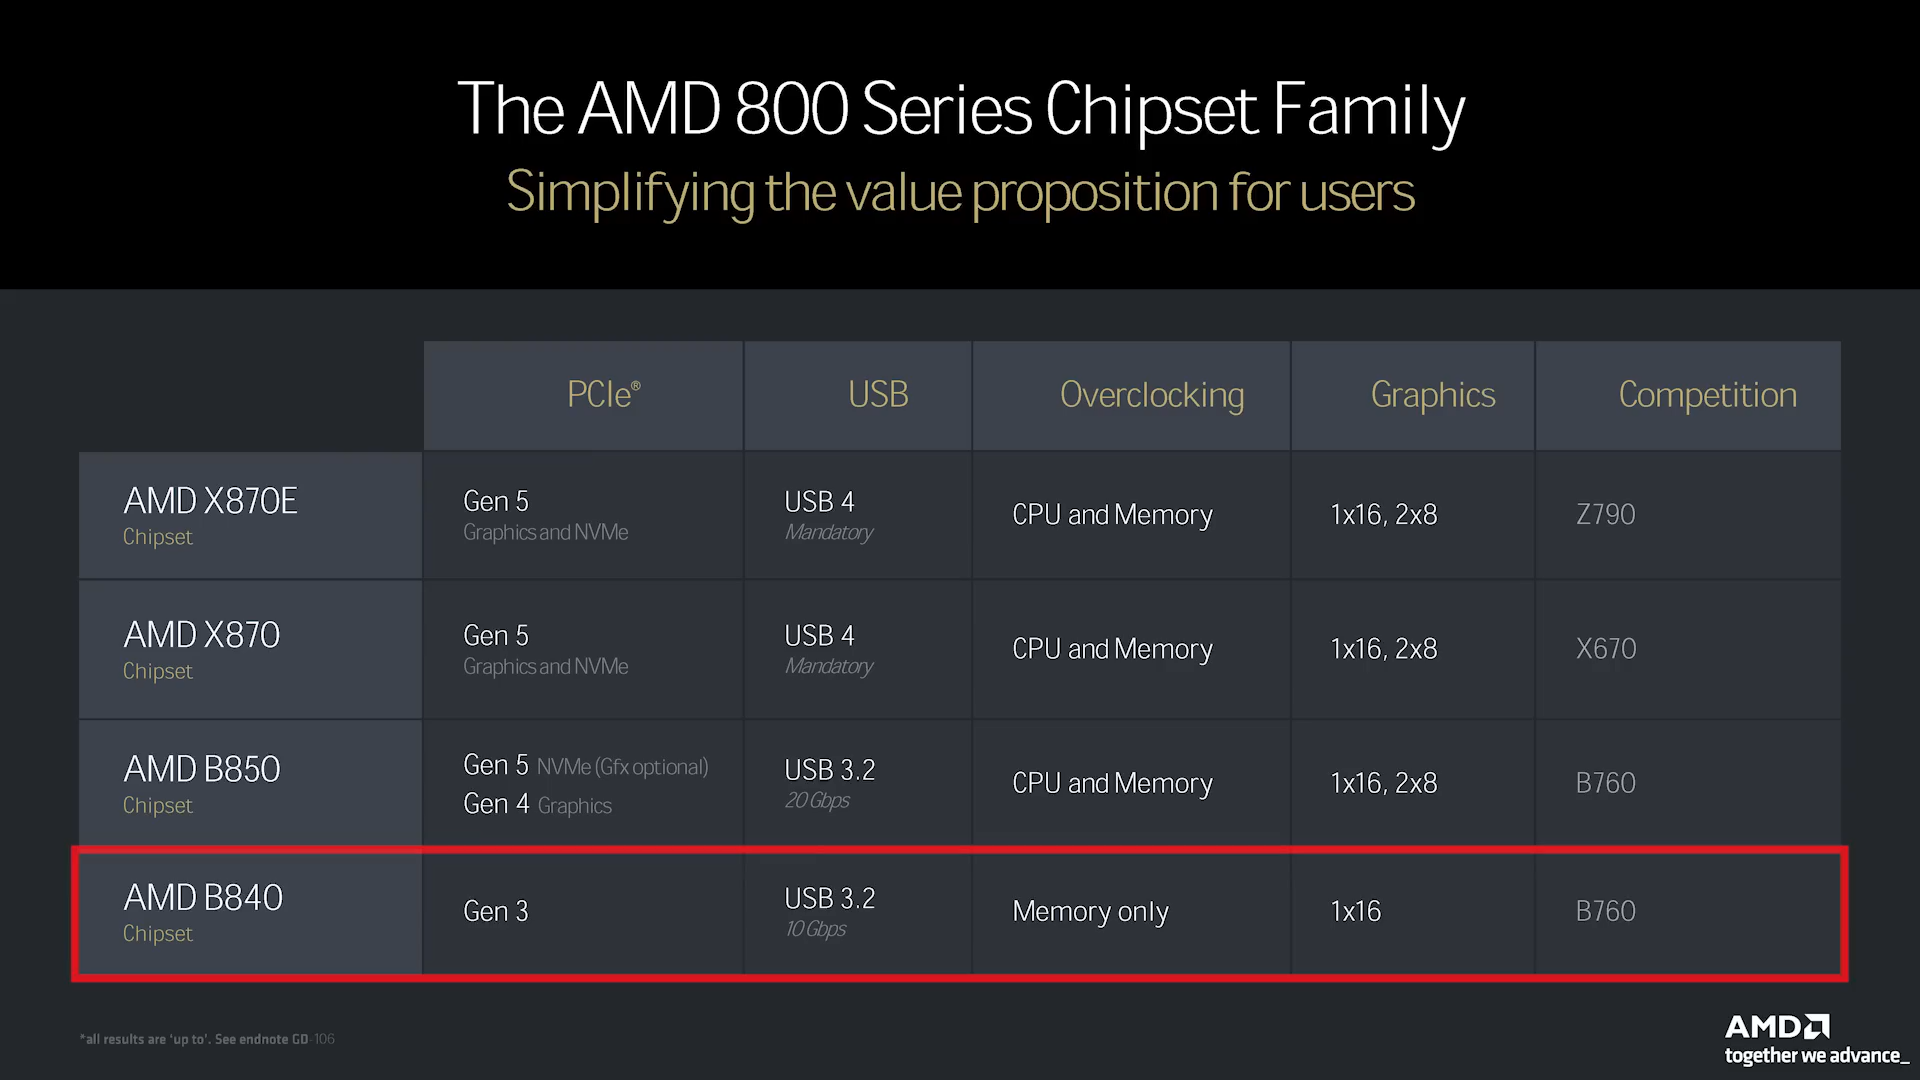 The AMD 800 Series Chipset Family
Simplifying the value proposition for users
PCIe® USB Overclocking Graphics Competition
AMD X870E
Chipset
Gen 5
Graphics and NVMe
USB 4
Mandatory
CPU and Memory
1x16, 2x8
Z790
AMD X870
Chipset
Gen 5
Graphics and NVMe
USB 4
Mandatory
CPU and Memory
1x16, 2x8
X670
AMD B850
Chipset
Gen 5 NVMe (Gfx optional)
Gen 4 Graphics
USB 3.2
20 Gbps
CPU and Memory
1x16, 2x8
B760
AMD B840
Chipset
Gen 3
USB 3.2
10 Gbps
Memory only
1x16
B760
*all results are 'up to'. See endnote GD-106
AMD
together we advance_